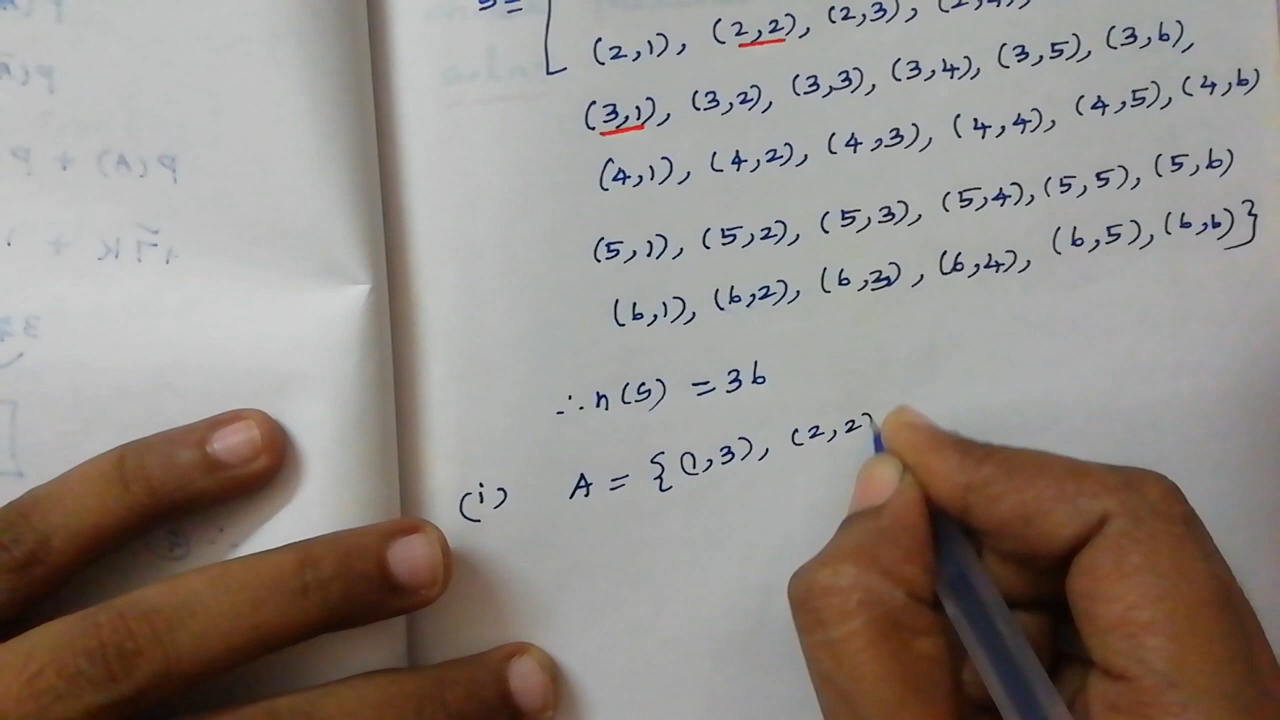 S = [
(2,1), (2,2), (2,3), (2,4),
(3,1), (3,2), (3,3), (3,4), (3,5), (3,6),
(4,1), (4,2), (4,3), (4,4), (4,5), (4,6)
(5,1), (5,2), (5,3), (5,4), (5,5), (5,6)
(6,1), (6,2), (6,3), (6,4), (6,5), (6,6)}
∴ n(S) = 36
(i) A = {(1,3), (2,2)